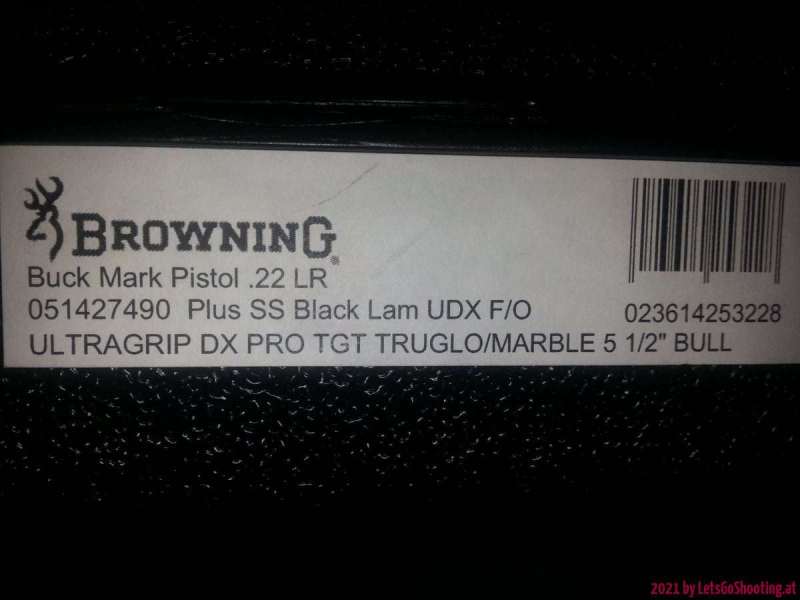 BROWNING®
Buck Mark Pistol .22 LR
051427490 Plus SS Black Lam UDX F/O
023614253228
ULTRAGRIP DX PRO TGT TRUGLO/MARBLE 5 1/2" BULL
2021 by LetsGoShooting.at